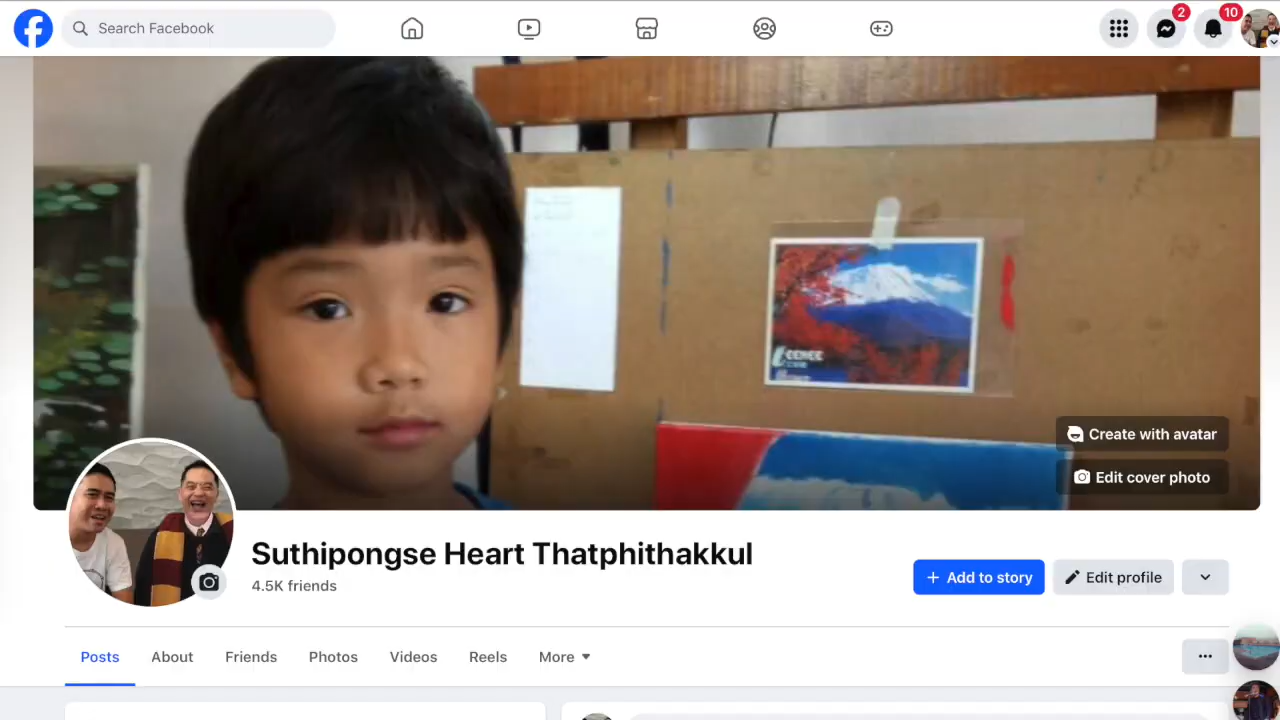 Search Facebook
2
10
Create with avatar
Edit cover photo
Suthipongse Heart Thatphithakkul
4.5K friends
Add to story
Edit profile
Posts
About
Friends
Photos
Videos
Reels
More